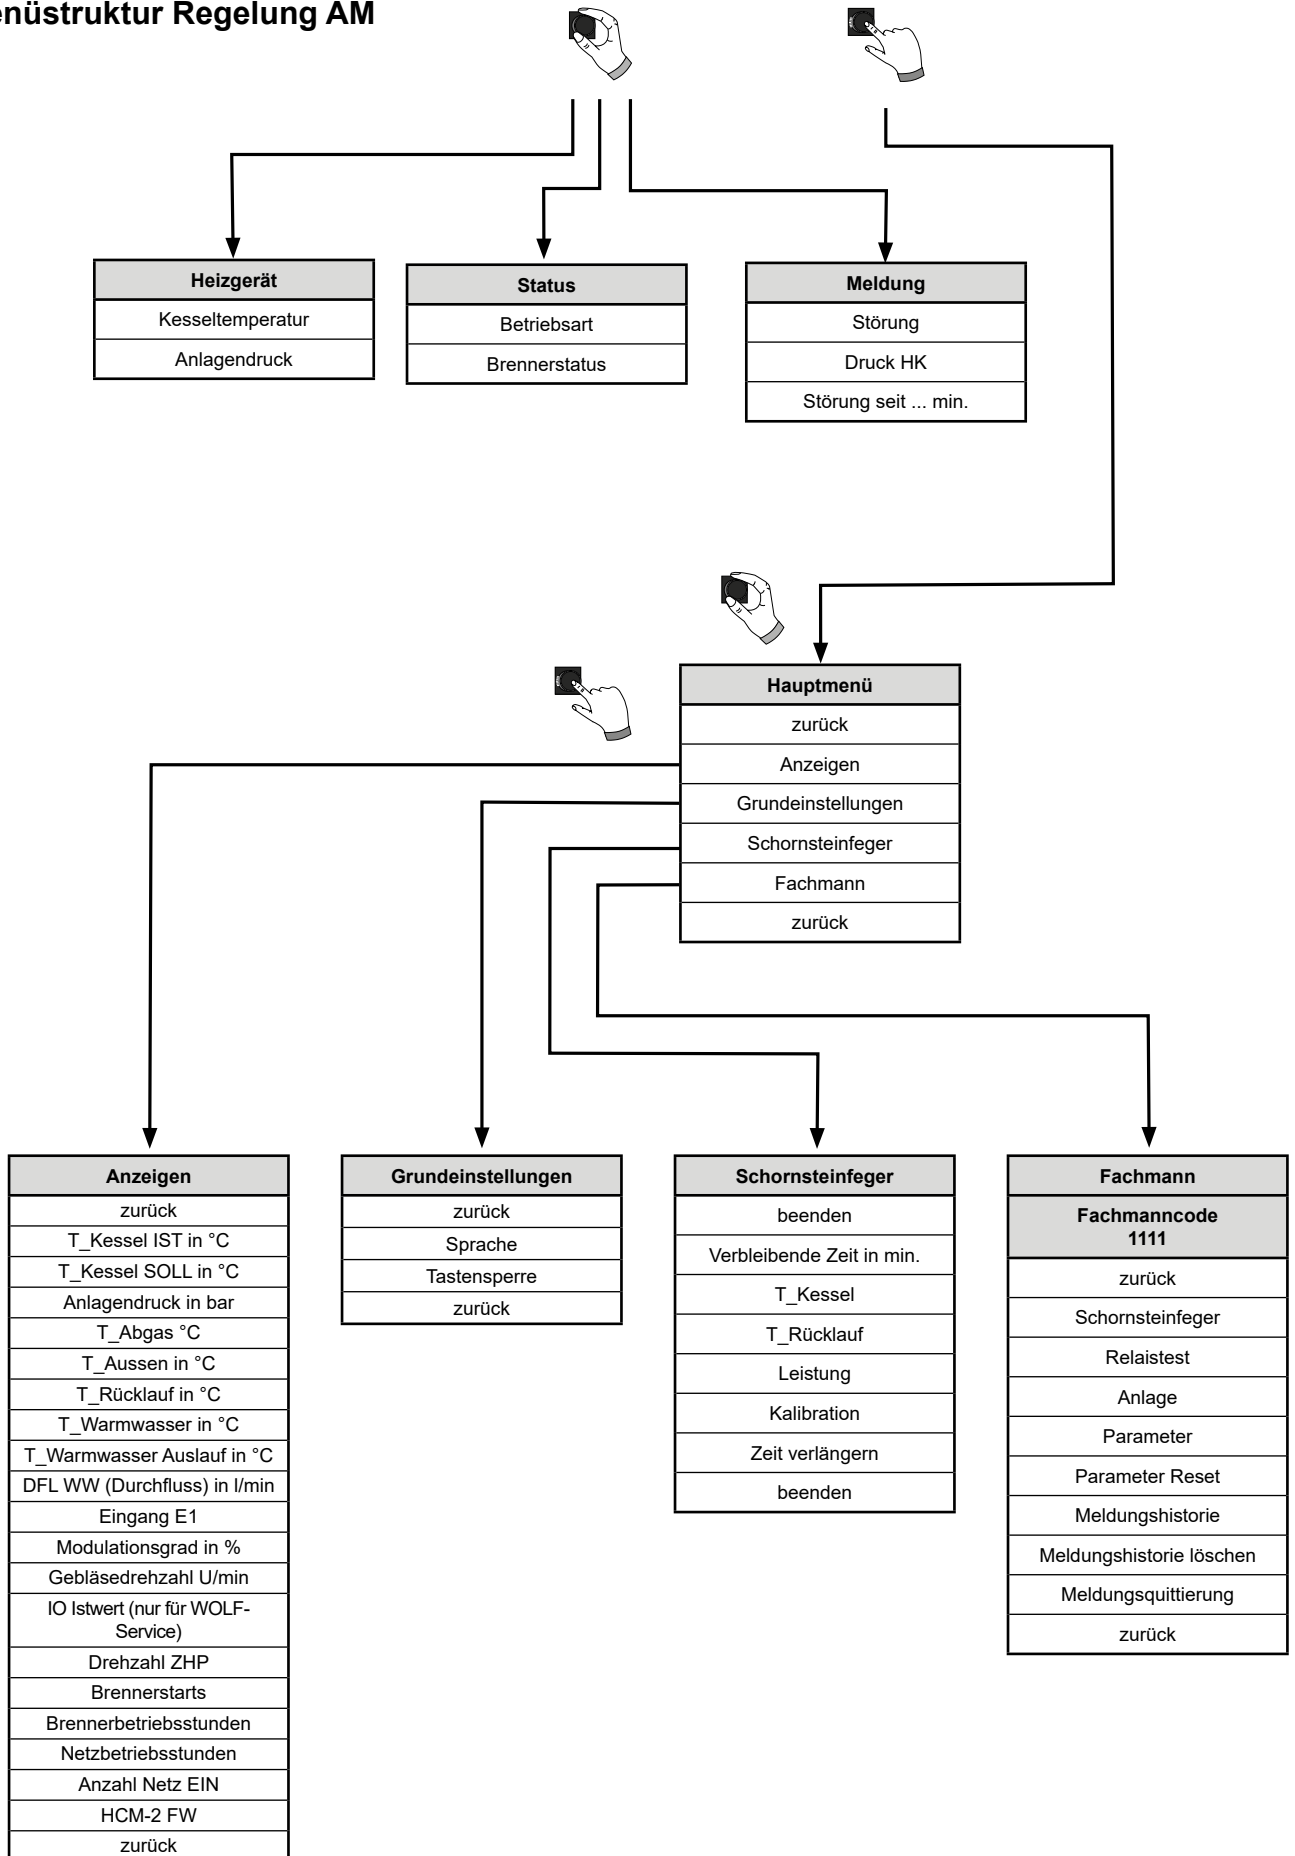 enüstruktur Regelung AM
Heizgerät
Kesseltemperatur
Anlagendruck
Status
Betriebsart
Brennerstatus
Meldung
Störung
Druck HK
Störung seit ... min.
Hauptmenü
zurück
Anzeigen
Grundeinstellungen
Schornsteinfeger
Fachmann
zurück
Anzeigen
zurück
T_Kessel IST in °C
T_Kessel SOLL in °C
Anlagendruck in bar
T_Abgas °C
T_Aussen in °C
T_Rücklauf in °C
T_Warmwasser in °C
T_Warmwasser Auslauf in °C
DFL WW (Durchfluss) in l/min
Eingang E1
Modulationsgrad in %
Gebläsedrehzahl U/min
IO Istwert (nur für WOLF-
Service)
Drehzahl ZHP
Brennerstarts
Brennerbetriebsstunden
Netzbetriebsstunden
Anzahl Netz EIN
HCM-2 FW
zurück
Grundeinstellungen
zurück
Sprache
Tastensperre
zurück
Schornsteinfeger
beenden
Verbleibende Zeit in min.
T_Kessel
T_Rücklauf
Leistung
Kalibration
Zeit verlängern
beenden
Fachmann
Fachmanncode
1111
zurück
Schornsteinfeger
Relaistest
Anlage
Parameter
Parameter Reset
Meldungshistorie
Meldungshistorie löschen
Meldungsquittierung
zurück